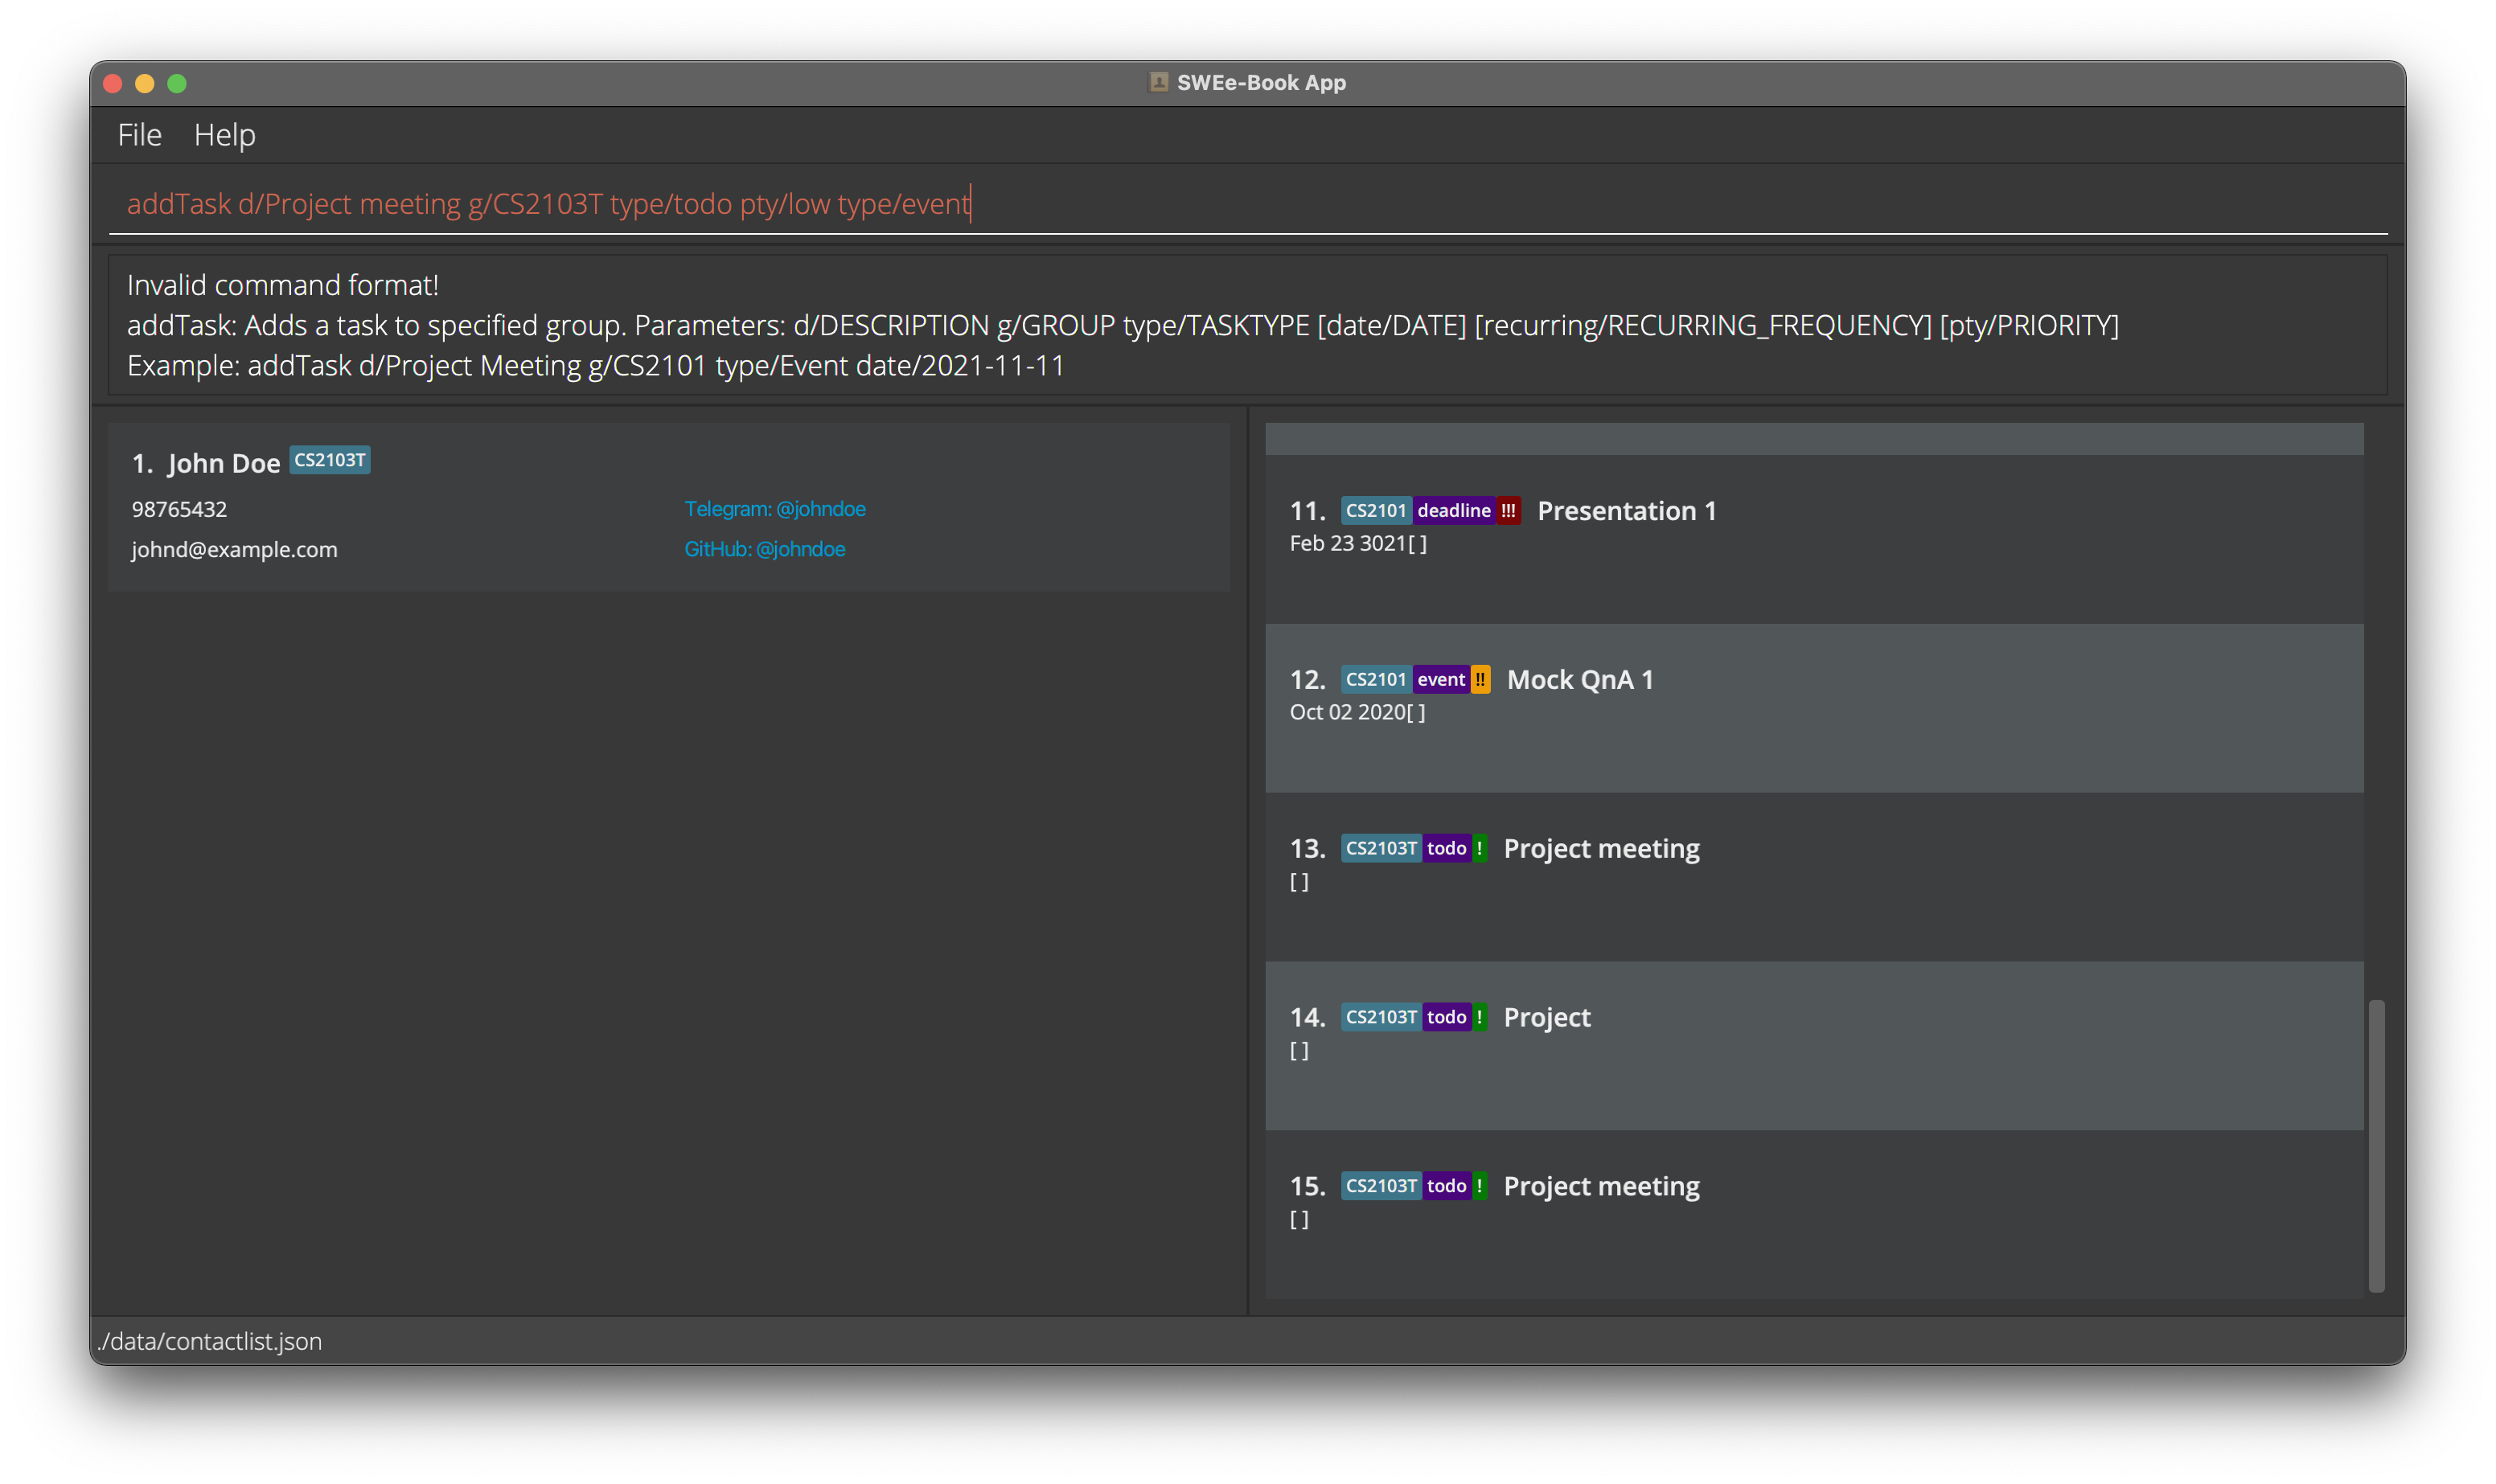 SWEe-Book App
File Help
addTask d/Project meeting g/CS2103T type/todo pty/low type/event
Invalid command format!
addTask: Adds a task to specified group. Parameters: d/DESCRIPTION g/GROUP type/TASKTYPE [date/DATE] [recurring/RECURRING_FREQUENCY] [pty/PRIORITY]
Example: addTask d/Project Meeting g/CS2101 type/Event date/2021-11-11
1. John Doe CS2103T
98765432 Telegram: @johndoe
johnd@example.com GitHub: @johndoe
11. CS2101 deadline !!! Presentation 1
Feb 23 3021[ ]
12. CS2101 event !! Mock QnA 1
Oct 02 2020[ ]
13. CS2103T todo ! Project meeting
[ ]
14. CS2103T todo ! Project
[ ]
15. CS2103T todo ! Project meeting
[ ]
./data/contactlist.json